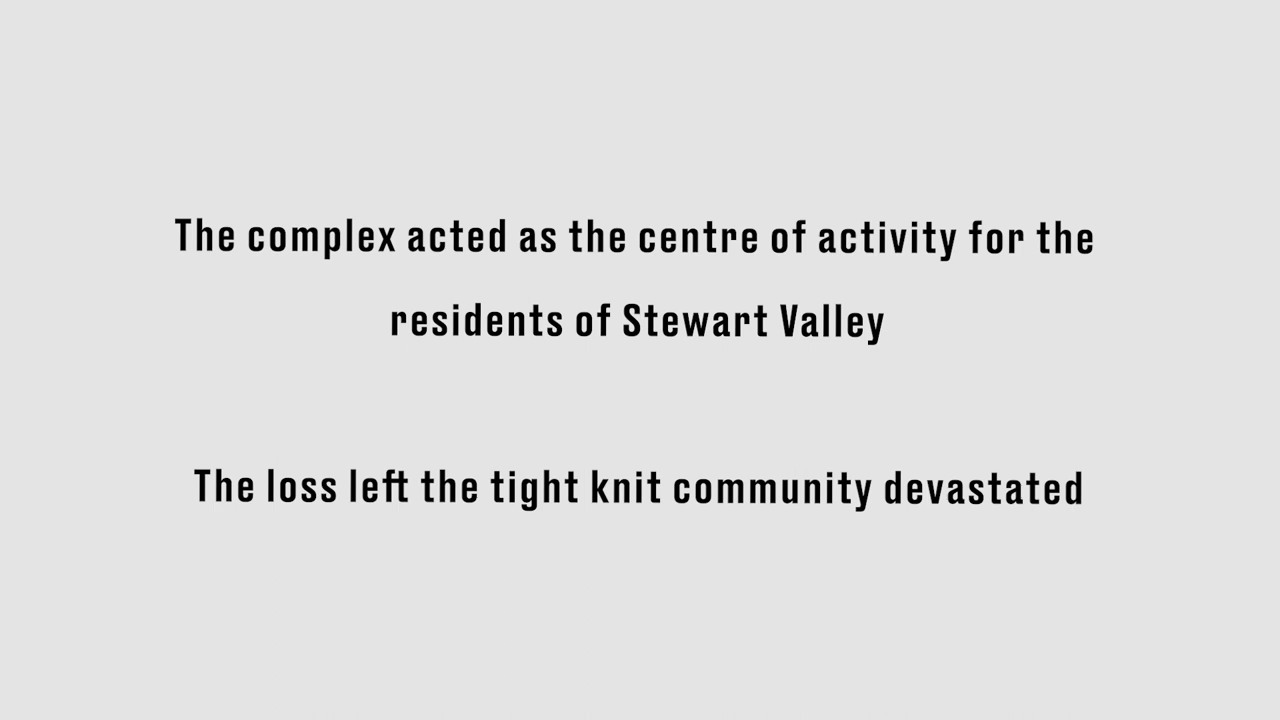 The complex acted as the centre of activity for the
residents of Stewart Valley
The loss left the tight knit community devastated